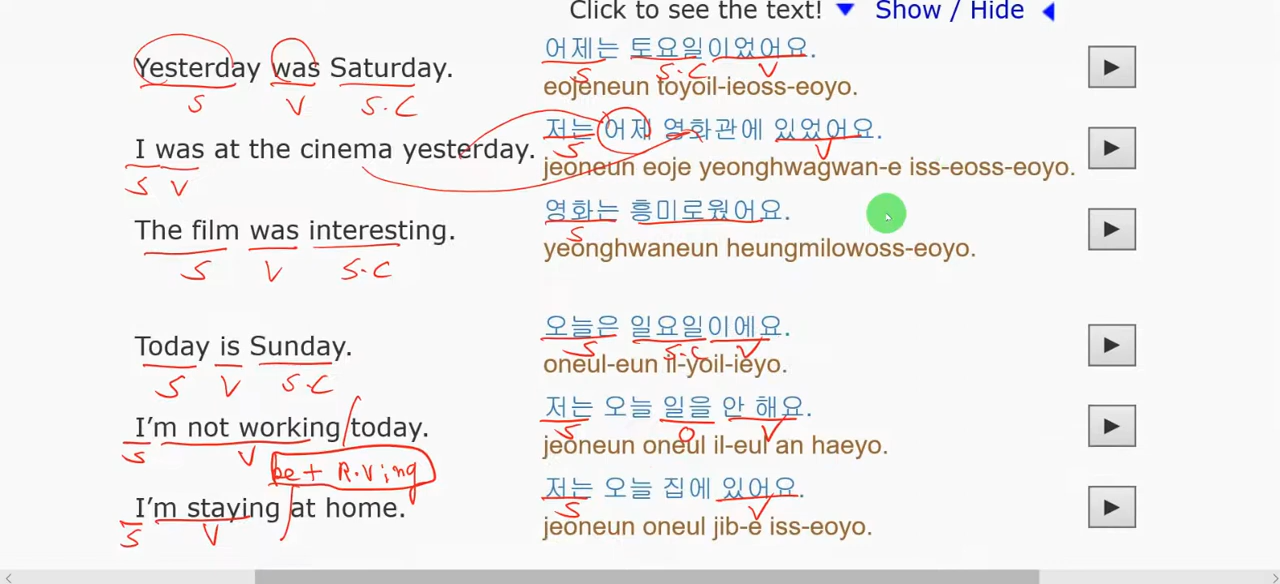 Click to see the text! Show / Hide
Yesterday was Saturday.
S V S.C
어제는 토요일이었어요.
S S.C V
eojeneun toyoil-ieoss-eoyo.
I was at the cinema yesterday.
S V
저는 어제 영화관에 있었어요.
S V
jeoneun eoje yeonghwagwan-e iss-eoss-eoyo.
The film was interesting.
S V S.C
영화는 흥미로웠어요.
S
yeonghwaneun heungmilowoss-eoyo.
Today is Sunday.
S V S.C
오늘은 일요일이에요.
S S.C V
oneul-eun il-yoil-ieyo.
I'm not working today.
S V
be + R.Ving
저는 오늘 일을 안 해요.
S O V
jeoneun oneul il-eul an haeyo.
I'm staying at home.
S V
저는 오늘 집에 있어요.
S V
jeoneun oneul jib-e iss-eoyo.